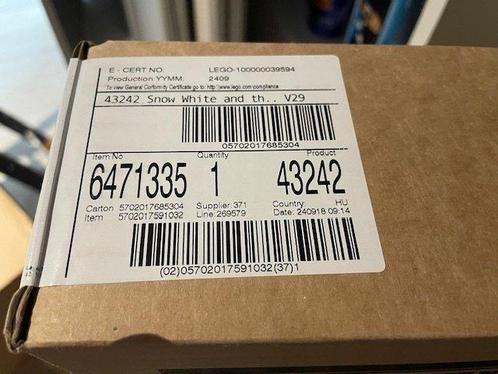 E - CERT NO: LEGO-100000039594
Production YYMM: 2409
To view General Conformity Certificate go to: http://www.lego.com/compliance
43242 Snow White and th.. V29
05702017685304
Item No Quantity Product
6471335 1 43242
Carton 5702017685304 Supplier: 371 Country: HU
Item 5702017591032 Line: 269579 Date: 240918 09:14
(02)05702017591032(37)1